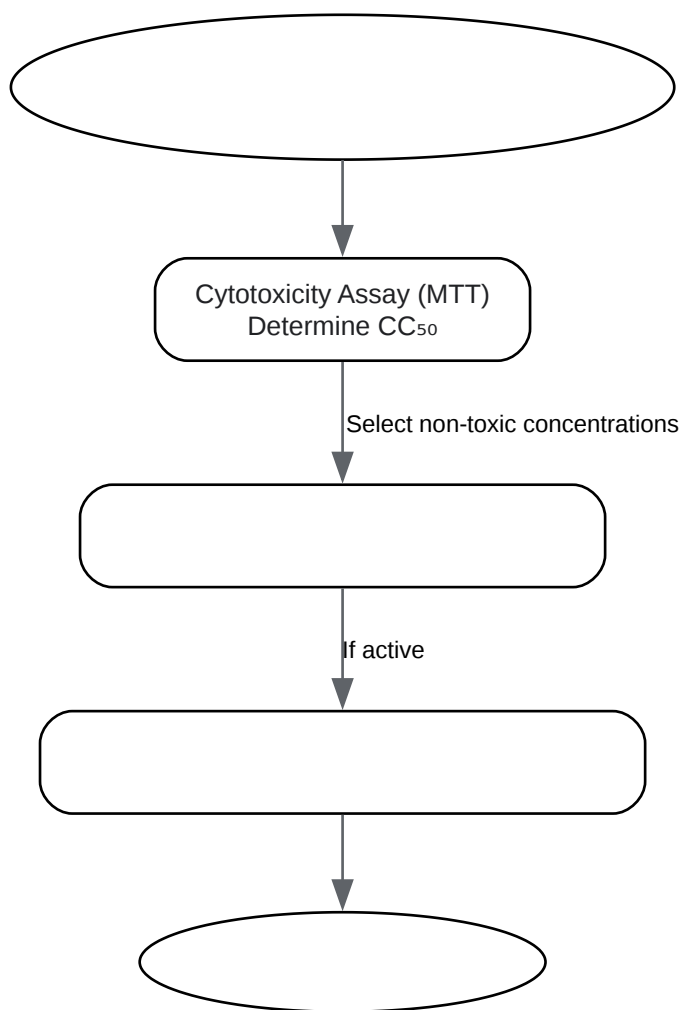 Cytotoxicity Assay (MTT)
Determine CC₅₀
Select non-toxic concentrations
If active